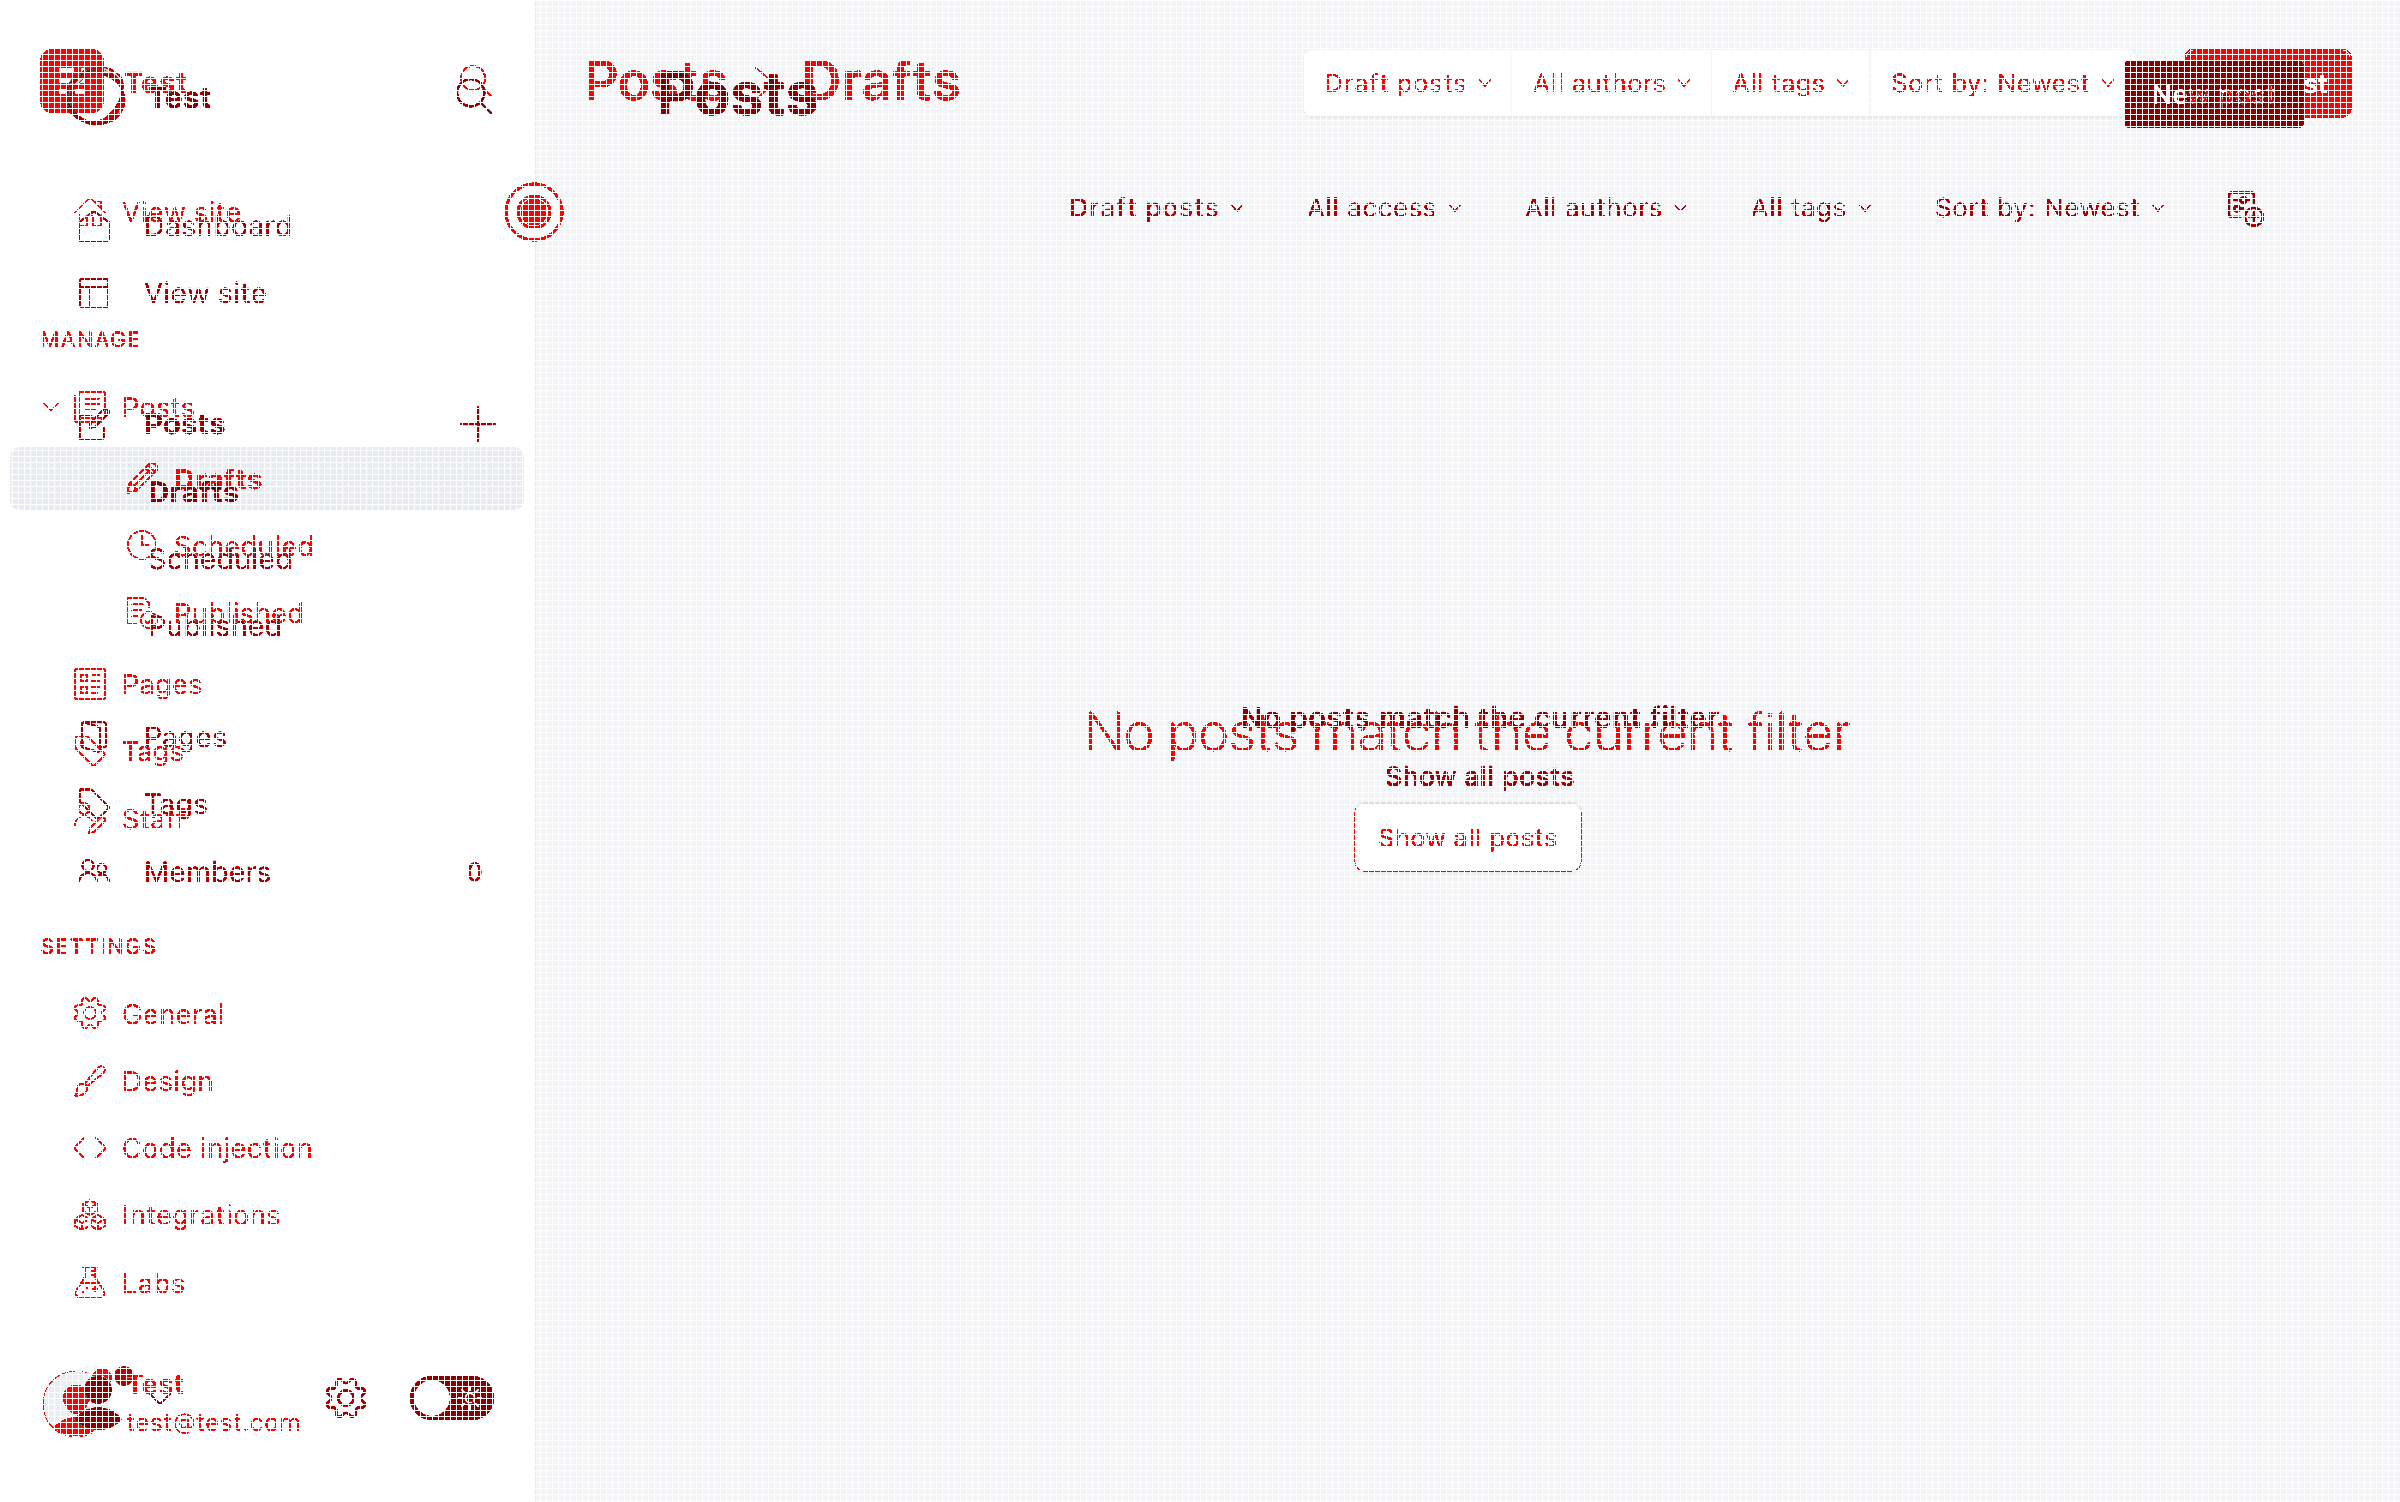 Test
Test
Posts
Drafts
Posts
Draft posts
All authors
All tags
Sort by: Newest
New post
View site
Dashboard
Draft posts
All access
All authors
All tags
Sort by: Newest
View site
MANAGE
Posts
Posts
Drafts
Drafts
Scheduled
Scheduled
Published
Published
Pages
Pages
Tags
Tags
Staff
Members
0
No posts match the current filter
No posts match the current filter
Show all posts
Show all posts
SETTINGS
General
Design
Code injection
Integrations
Labs
Test
test@test.com